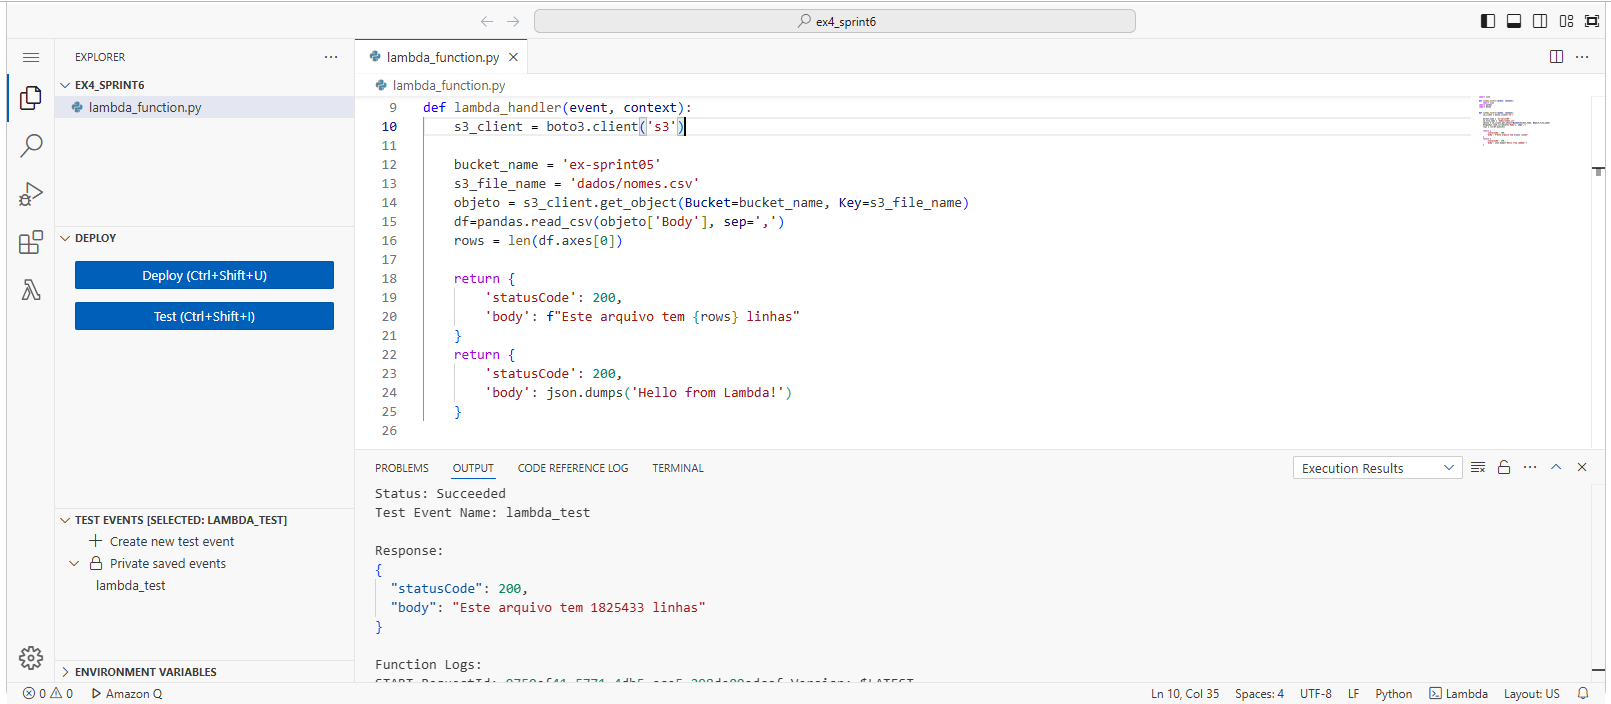 ex4_sprint6
EXPLORER
EX4_SPRINT6
lambda_function.py
DEPLOY
Deploy (Ctrl+Shift+U)
Test (Ctrl+Shift+I)
TEST EVENTS [SELECTED: LAMBDA_TEST]
Create new test event
Private saved events
lambda_test
ENVIRONMENT VARIABLES
lambda_function.py
lambda_function.py
9 def lambda_handler(event, context):
10 s3_client = boto3.client('s3')
11
12 bucket_name = 'ex-sprint05'
13 s3_file_name = 'dados/nomes.csv'
14 objeto = s3_client.get_object(Bucket=bucket_name, Key=s3_file_name)
15 df=pandas.read_csv(objeto['Body'], sep=',')
16 rows = len(df.axes[0])
17
18 return {
19 'statusCode': 200,
20 'body': f"Este arquivo tem {rows} linhas"
21 }
22 return {
23 'statusCode': 200,
24 'body': json.dumps('Hello from Lambda!')
25 }
26
PROBLEMS OUTPUT CODE REFERENCE LOG TERMINAL Execution Results
Status: Succeeded
Test Event Name: lambda_test
Response:
{
"statusCode": 200,
"body": "Este arquivo tem 1825433 linhas"
}
Function Logs:
START RequestId: Version: $LATEST
0 0 Amazon Q Ln 10, Col 35 Spaces: 4 UTF-8 LF Python Lambda Layout: US